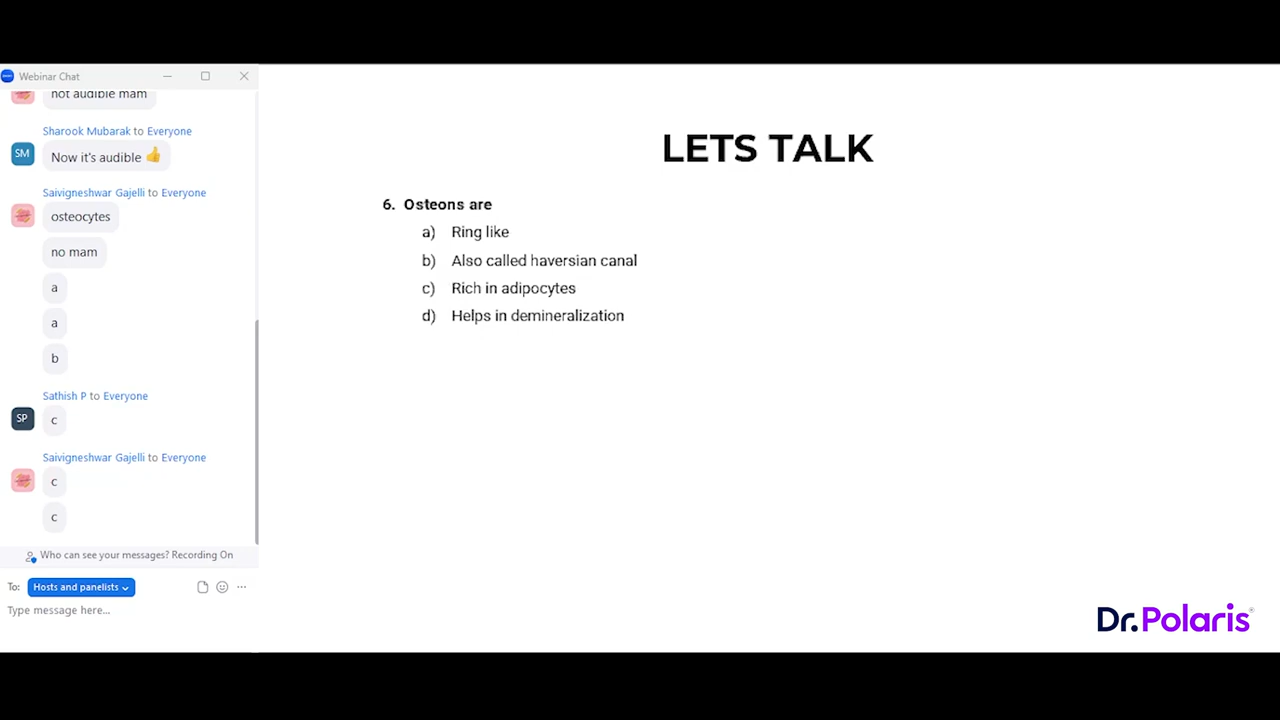 Webinar Chat
not audible mam
Sharook Mubarak to Everyone
SM
Now it's audible 👍
Saivigneshwar Gajelli to Everyone
osteocytes
no mam
a
a
b
Sathish P to Everyone
SP
c
Saivigneshwar Gajelli to Everyone
c
c
Who can see your messages? Recording On
To: Hosts and panelists
Type message here...
LETS TALK
6. Osteons are
a) Ring like
b) Also called haversian canal
c) Rich in adipocytes
d) Helps in demineralization
Dr.Polaris®